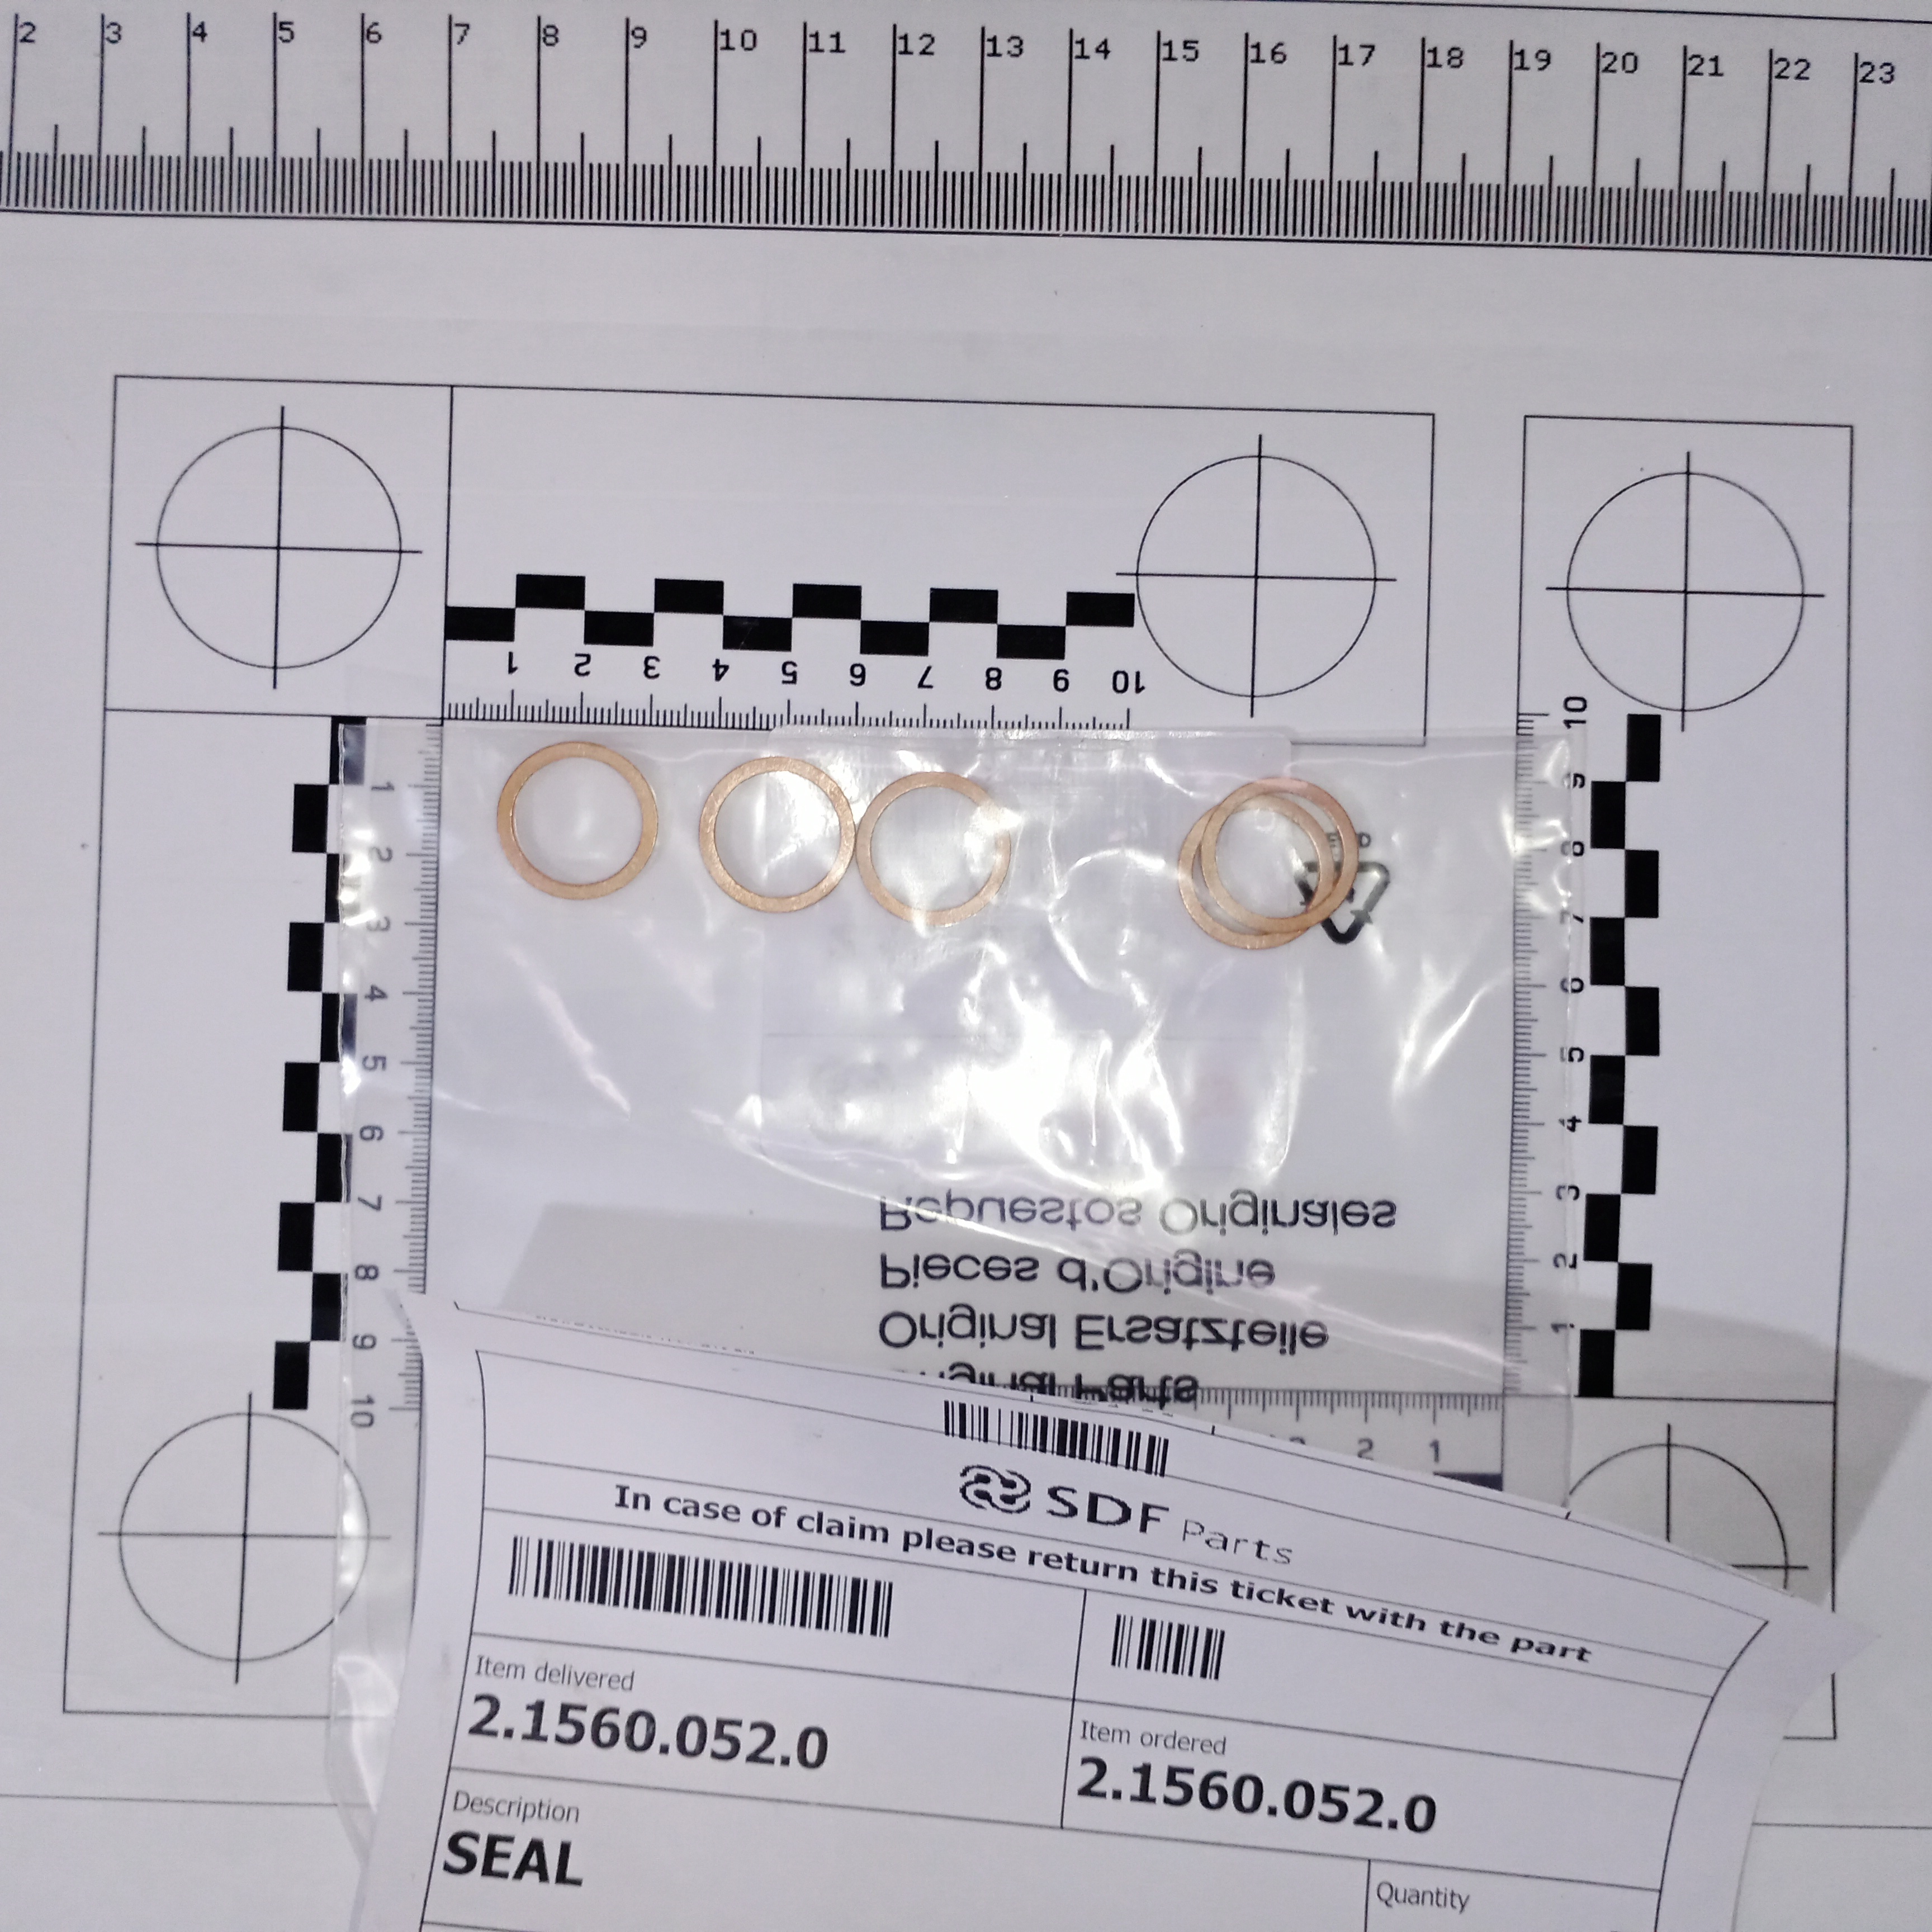 2 3 4 5 6 7 8 9 10 11 12 13 14 15 16 17 18 19 20 21 22 23
1 2 3 4 5 6 7 8 9 10
1 2 3 4 5 6 7 8 9 10
10 9 8 7 6 5 4 3 2 1
Repuestos Originales
Pieces d'Origine
Original Ersatzteile
Parts
2 1
SDF Parts
In case of claim please return this ticket with the part
Item delivered
2.1560.052.0
Item ordered
2.1560.052.0
Description
SEAL
Quantity